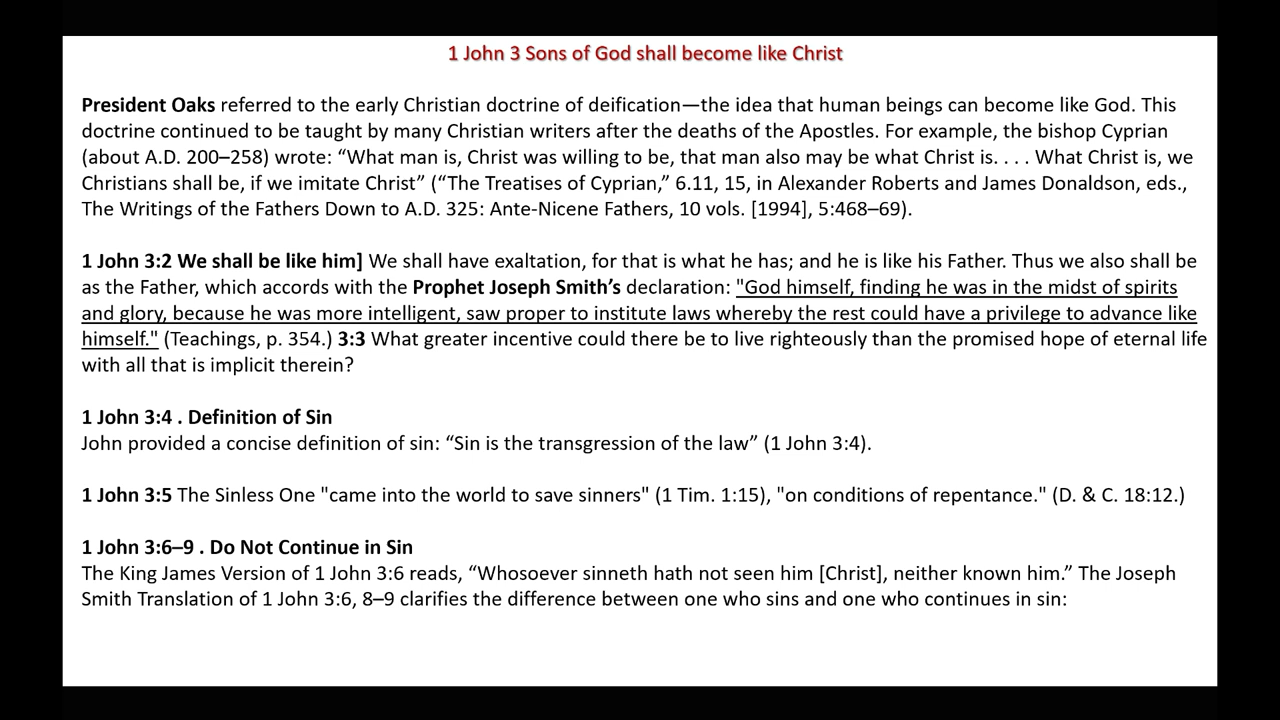 1 John 3 Sons of God shall become like Christ
President Oaks referred to the early Christian doctrine of deification—the idea that human beings can become like God. This
doctrine continued to be taught by many Christian writers after the deaths of the Apostles. For example, the bishop Cyprian
(about A.D. 200–258) wrote: “What man is, Christ was willing to be, that man also may be what Christ is. . . . What Christ is, we
Christians shall be, if we imitate Christ” (“The Treatises of Cyprian,” 6.11, 15, in Alexander Roberts and James Donaldson, eds.,
The Writings of the Fathers Down to A.D. 325: Ante-Nicene Fathers, 10 vols. [1994], 5:468–69).
1 John 3:2 We shall be like him] We shall have exaltation, for that is what he has; and he is like his Father. Thus we also shall be
as the Father, which accords with the Prophet Joseph Smith’s declaration: "God himself, finding he was in the midst of spirits
and glory, because he was more intelligent, saw proper to institute laws whereby the rest could have a privilege to advance like
himself." (Teachings, p. 354.) 3:3 What greater incentive could there be to live righteously than the promised hope of eternal life
with all that is implicit therein?
1 John 3:4 . Definition of Sin
John provided a concise definition of sin: “Sin is the transgression of the law” (1 John 3:4).
1 John 3:5 The Sinless One "came into the world to save sinners" (1 Tim. 1:15), "on conditions of repentance." (D. & C. 18:12.)
1 John 3:6–9 . Do Not Continue in Sin
The King James Version of 1 John 3:6 reads, “Whosoever sinneth hath not seen him [Christ], neither known him.” The Joseph
Smith Translation of 1 John 3:6, 8–9 clarifies the difference between one who sins and one who continues in sin: